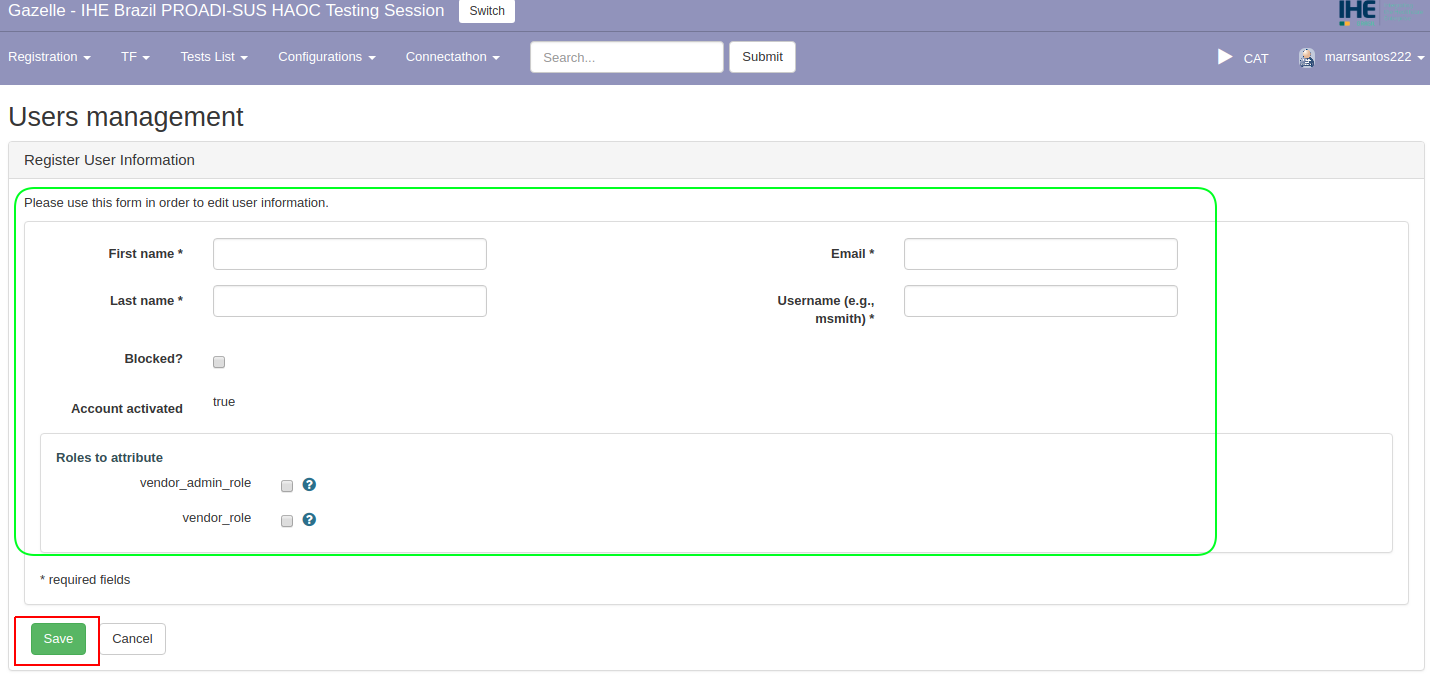 Gazelle - IHE Brazil PROADI-SUS HAOC Testing Session Switch IHE
Registration TF Tests List Configurations Connectathon Search... Submit CAT marrsantos222
Users management
Register User Information
Please use this form in order to edit user information.
First name * Email *
Last name * Username (e.g.,
msmith) *
Blocked?
Account activated true
Roles to attribute
vendor_admin_role ?
vendor_role ?
* required fields
Save Cancel